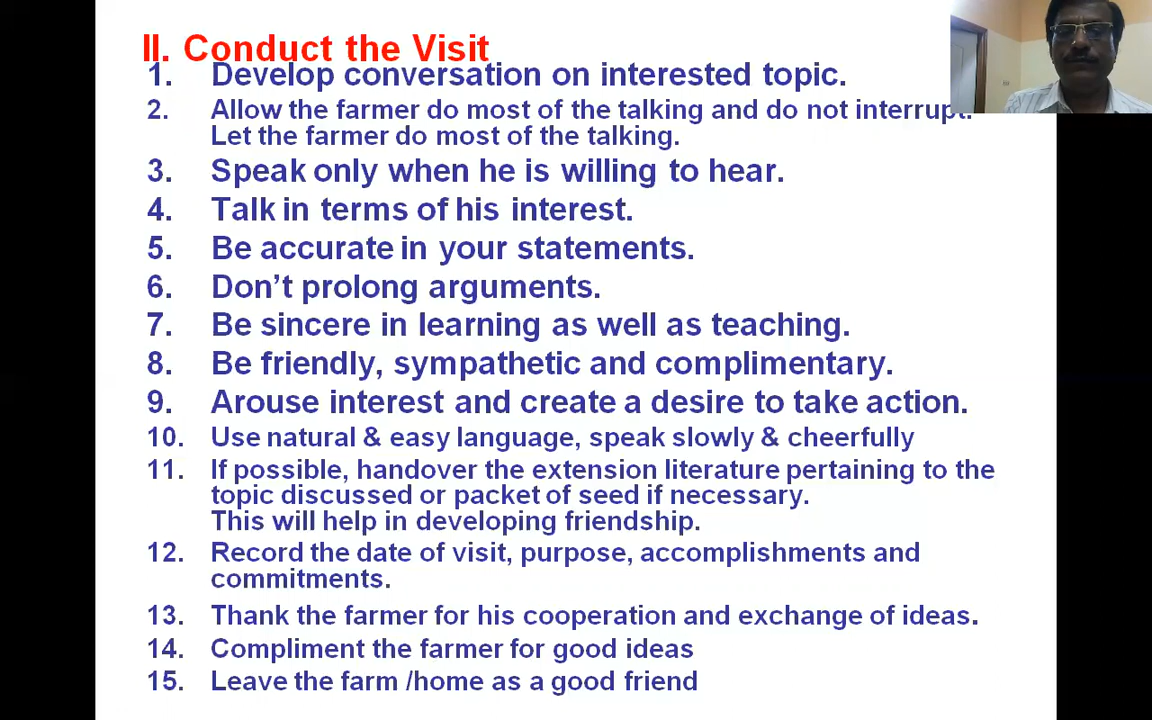 II. Conduct the Visit
1. Develop conversation on interested topic.
2. Allow the farmer do most of the talking and do not interrupt.
Let the farmer do most of the talking.
3. Speak only when he is willing to hear.
4. Talk in terms of his interest.
5. Be accurate in your statements.
6. Don’t prolong arguments.
7. Be sincere in learning as well as teaching.
8. Be friendly, sympathetic and complimentary.
9. Arouse interest and create a desire to take action.
10. Use natural & easy language, speak slowly & cheerfully
11. If possible, handover the extension literature pertaining to the
topic discussed or packet of seed if necessary.
This will help in developing friendship.
12. Record the date of visit, purpose, accomplishments and
commitments.
13. Thank the farmer for his cooperation and exchange of ideas.
14. Compliment the farmer for good ideas
15. Leave the farm /home as a good friend